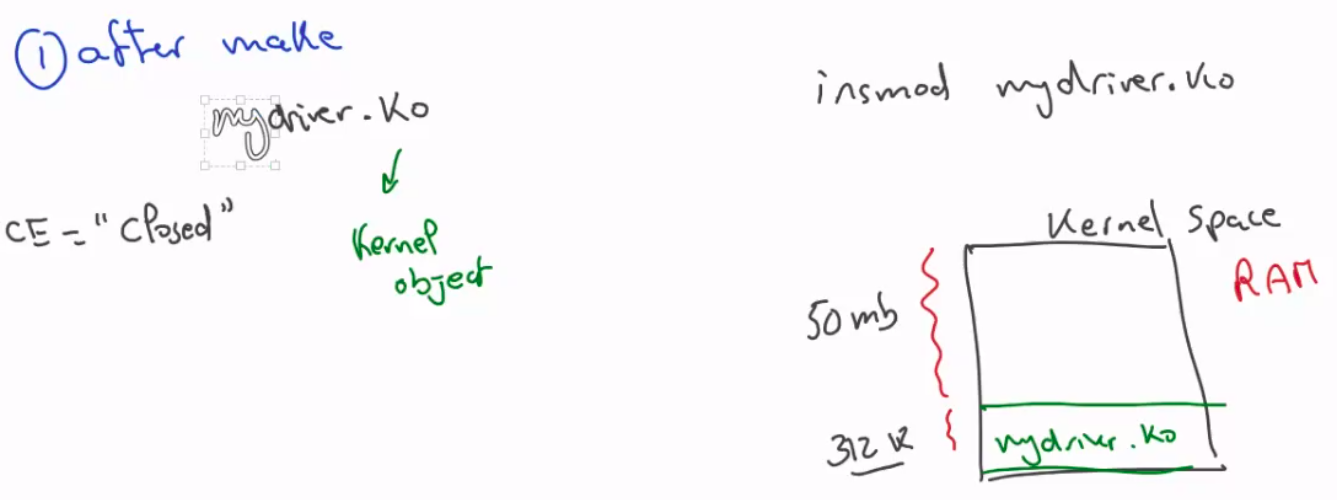 ① after make
mydriver.Ko
Kernel
object
CE = "closed"
insmod mydriver.Ko
Kernel Space
RAM
50 mb
312 K
mydriver.Ko